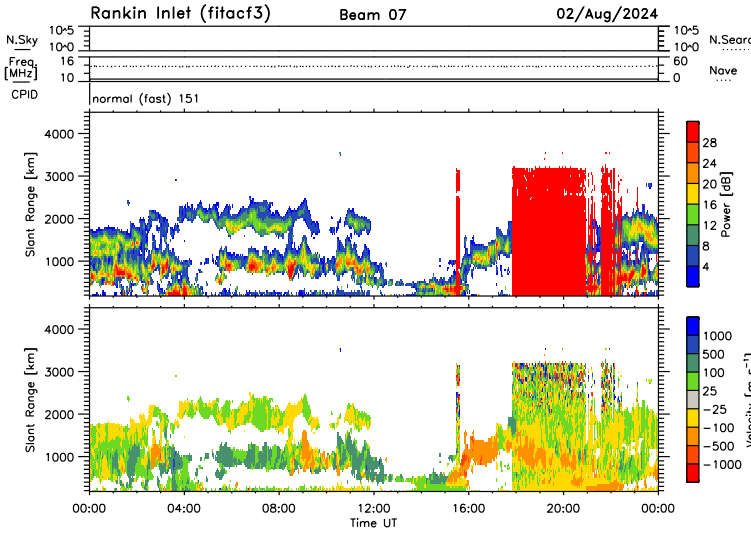 Rankin Inlet (fitacf3) Beam 07 02/Aug/2024
N.Sky 10^5 10^0 10^5 10^0 N.Searc
Freq. [MHz] 16 10 60 0 Nave
CPID normal (fast) 151
Slant Range [km] 4000 3000 2000 1000
28 24 20 16 12 8 4 Power [dB]
Slant Range [km] 4000 3000 2000 1000
1000 500 100 25 -25 -100 -500 -1000 Velocity [m s-1]
00:00 04:00 08:00 12:00 16:00 20:00 00:00
Time UT